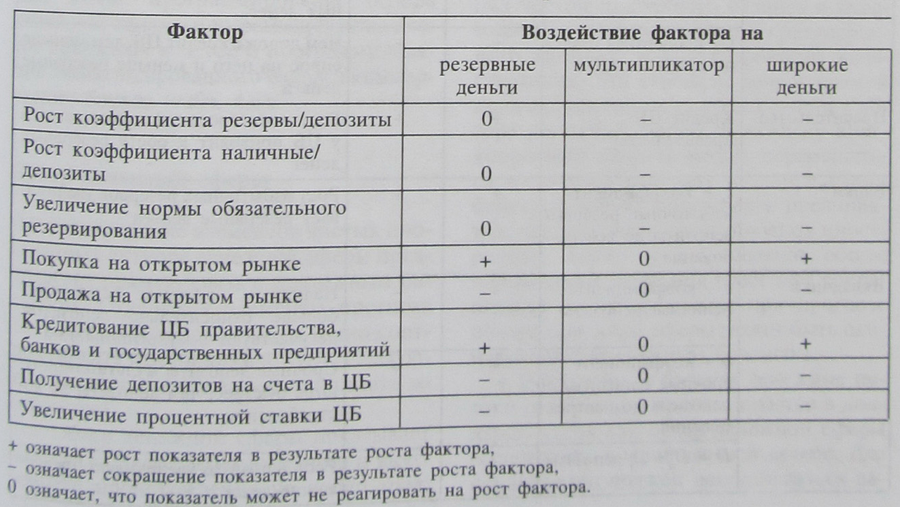 Фактор Воздействие фактора на
резервные деньги мультипликатор широкие деньги
Рост коэффициента резервы/депозиты 0 – –
Рост коэффициента наличные/
депозиты 0 – –
Увеличение нормы обязательного
резервирования 0 – –
Покупка на открытом рынке + 0 +
Продажа на открытом рынке – 0 –
Кредитование ЦБ правительства,
банков и государственных предприятий + 0 +
Получение депозитов на счета в ЦБ – 0 –
Увеличение процентной ставки ЦБ – 0 –
+ означает рост показателя в результате роста фактора,
– означает сокращение показателя в результате роста фактора,
0 означает, что показатель может не реагировать на рост фактора.